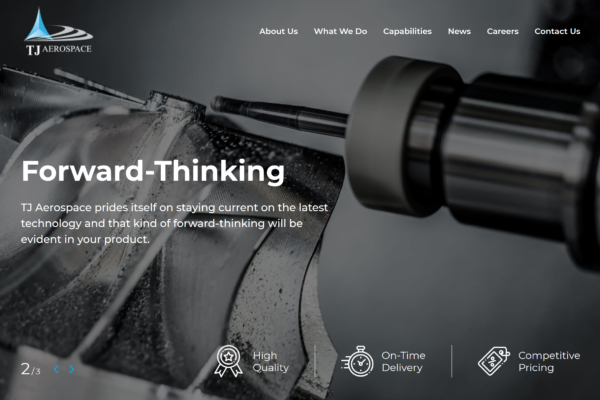 TJ AEROSPACE
About Us What We Do Capabilities News Careers Contact Us
Forward-Thinking
TJ Aerospace prides itself on staying current on the latest
technology and that kind of forward-thinking will be
evident in your product.
2/3
High
Quality
On-Time
Delivery
Competitive
Pricing